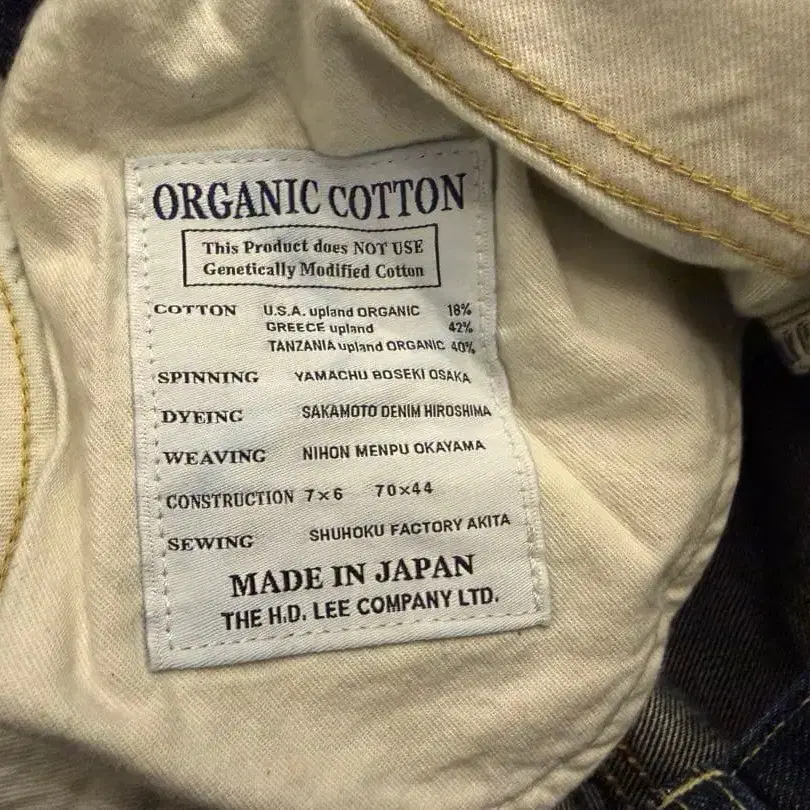 ORGANIC COTTON
This Product does NOT USE
Genetically Modified Cotton
COTTON U.S.A. upland ORGANIC 18%
GREECE upland 42%
TANZANIA upland ORGANIC 40%
SPINNING YAMACHU BOSEKI OSAKA
DYEING SAKAMOTO DENIM HIROSHIMA
WEAVING NIHON MENPU OKAYAMA
CONSTRUCTION 7×6 70×44
SEWING SHUHOKU FACTORY AKITA
MADE IN JAPAN
THE H.D. LEE COMPANY LTD.